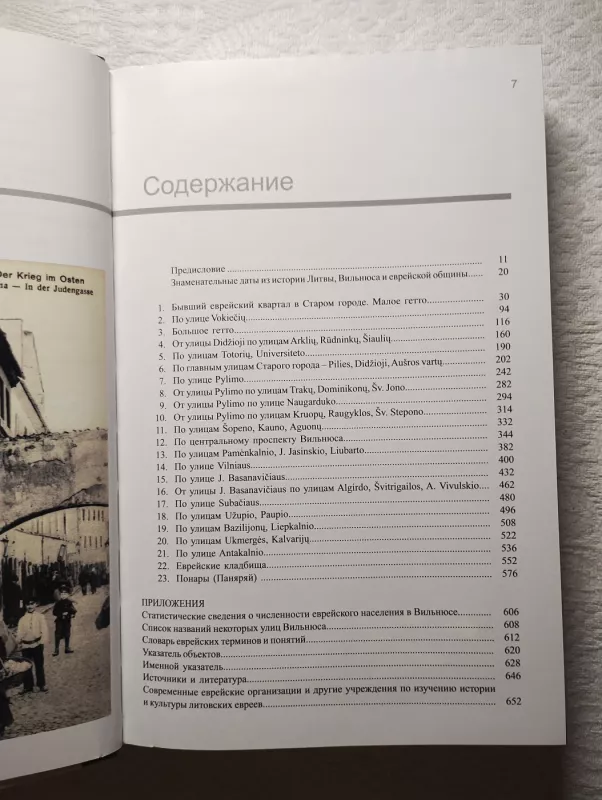 Der Krieg im Osten
na — In der Judengasse
7
Содержание
Предисловие 11
Знаменательные даты из истории Литвы, Вильнюса и еврейской общины 20
1. Бывший еврейский квартал в Старом городе. Малое гетто 30
2. По улице Vokiečių 94
3. Большое гетто 116
4. От улицы Didžioji по улицам Arklių, Rūdninkų, Šiaulių 160
5. По улицам Totorių, Universiteto 190
6. По главным улицам Старого города – Pilies, Didžioji, Aušros vartų 202
7. По улице Pylimo 242
8. От улицы Pylimo по улицам Trakų, Dominikonų, Šv. Jono 282
9. От улицы Pylimo по улице Naugarduko 294
10. От улицы Pylimo по улицам Kruopų, Raugyklos, Šv. Stepono 314
11. По улицам Šopeno, Kauno, Aguonų 332
12. По центральному проспекту Вильнюса 344
13. По улицам Pamėnkalnio, J. Jasinskio, Liubarto 382
14. По улице Vilniaus 400
15. По улице J. Basanavičiaus 432
16. От улицы J. Basanavičiaus по улицам Algirdo, Švitrigailos, A. Vivulskio 462
17. По улице Subačiaus 480
18. По улицам Užupio, Paupio 496
19. По улицам Bazilijonų, Liepkalnio 508
20. По улицам Ukmergės, Kalvarijų 522
21. По улице Antakalnio 536
22. Еврейские кладбища 552
23. Понары (Панеряй) 576
ПРИЛОЖЕНИЯ
Статистические сведения о численности еврейского населения в Вильнюсе 606
Список названий некоторых улиц Вильнюса 608
Словарь еврейских терминов и понятий 612
Указатель объектов 620
Именной указатель 628
Источники и литература 646
Современные еврейские организации и другие учреждения по изучению истории
и культуры литовских евреев 652